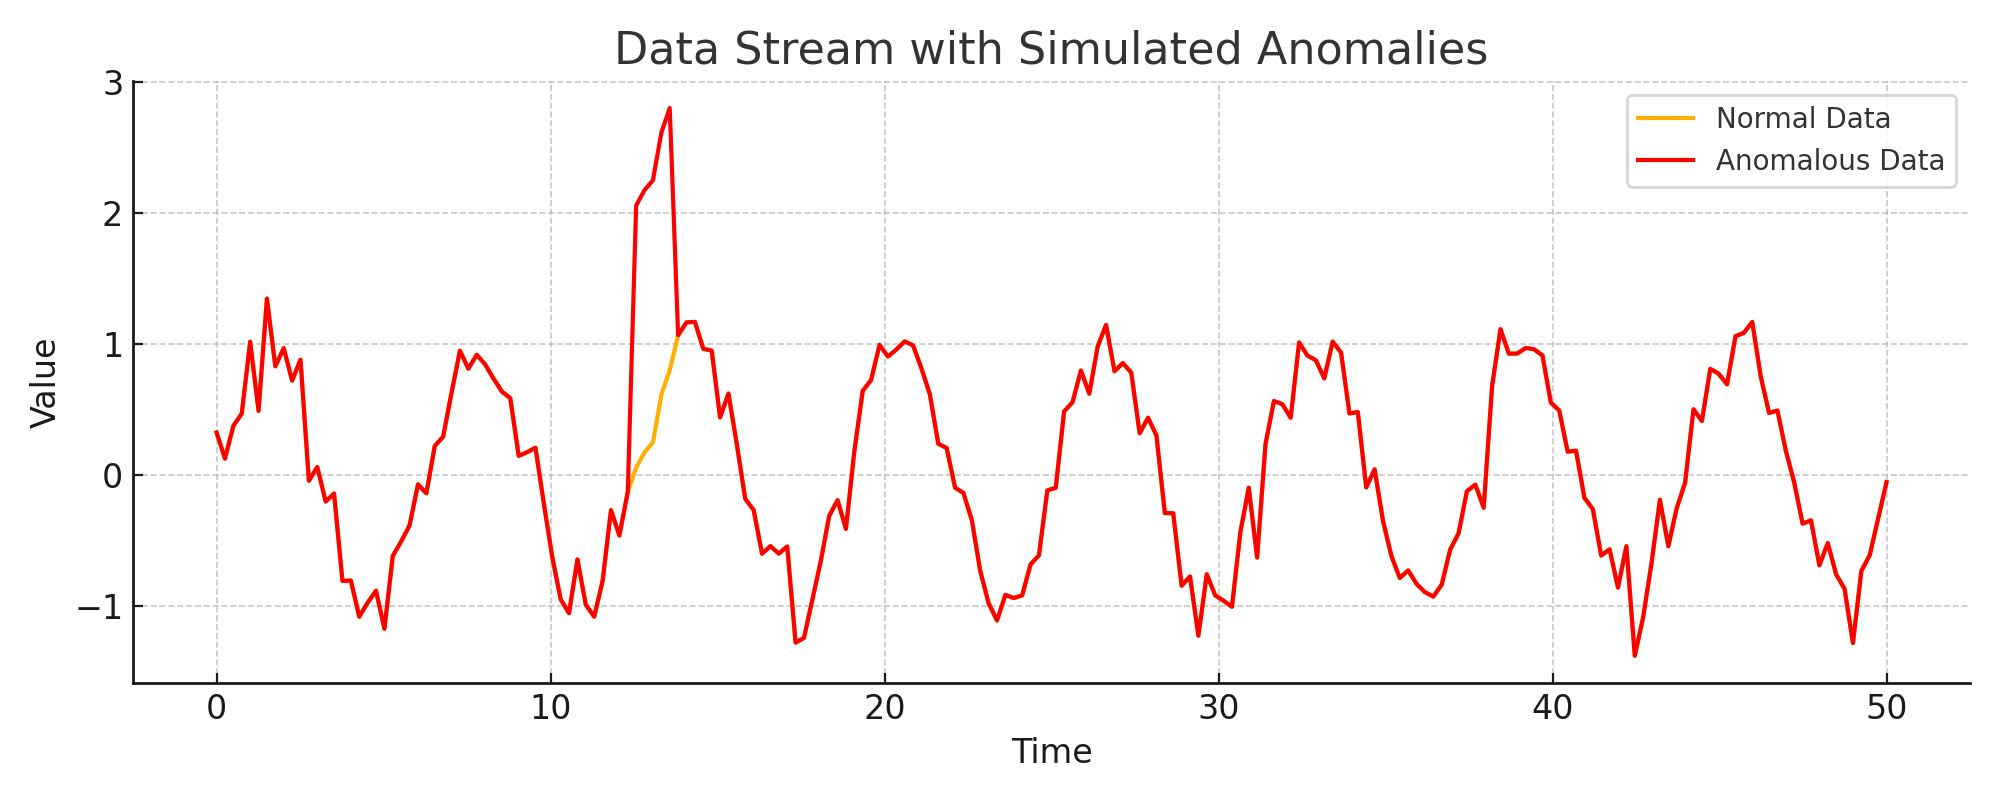 Data Stream with Simulated Anomalies
3
2
1
0
−1
Value
Normal Data
Anomalous Data
0 10 20 30 40 50
Time